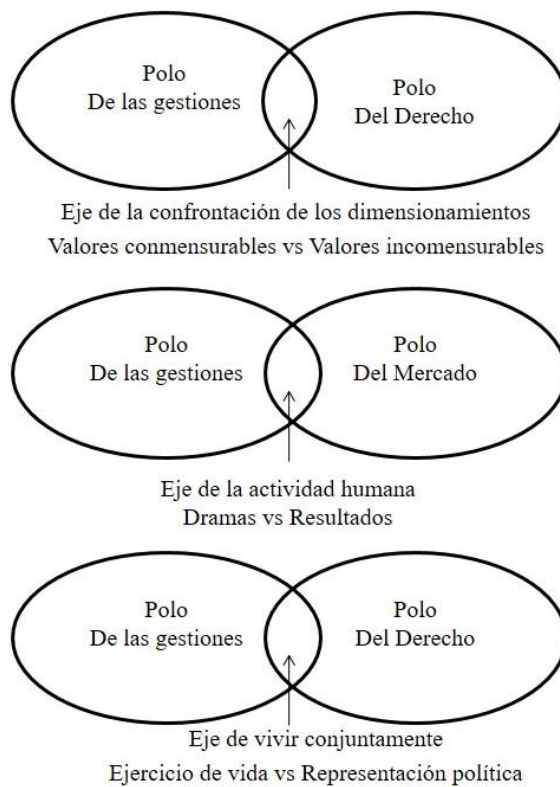 Polo
De las gestiones
Polo
Del Derecho
Eje de la confrontación de los dimensionamientos
Valores conmensurables vs Valores incomensurables
Polo
De las gestiones
Polo
Del Mercado
Eje de la actividad humana
Dramas vs Resultados
Polo
De las gestiones
Polo
Del Derecho
Eje de vivir conjuntamente
Ejercicio de vida vs Representación política